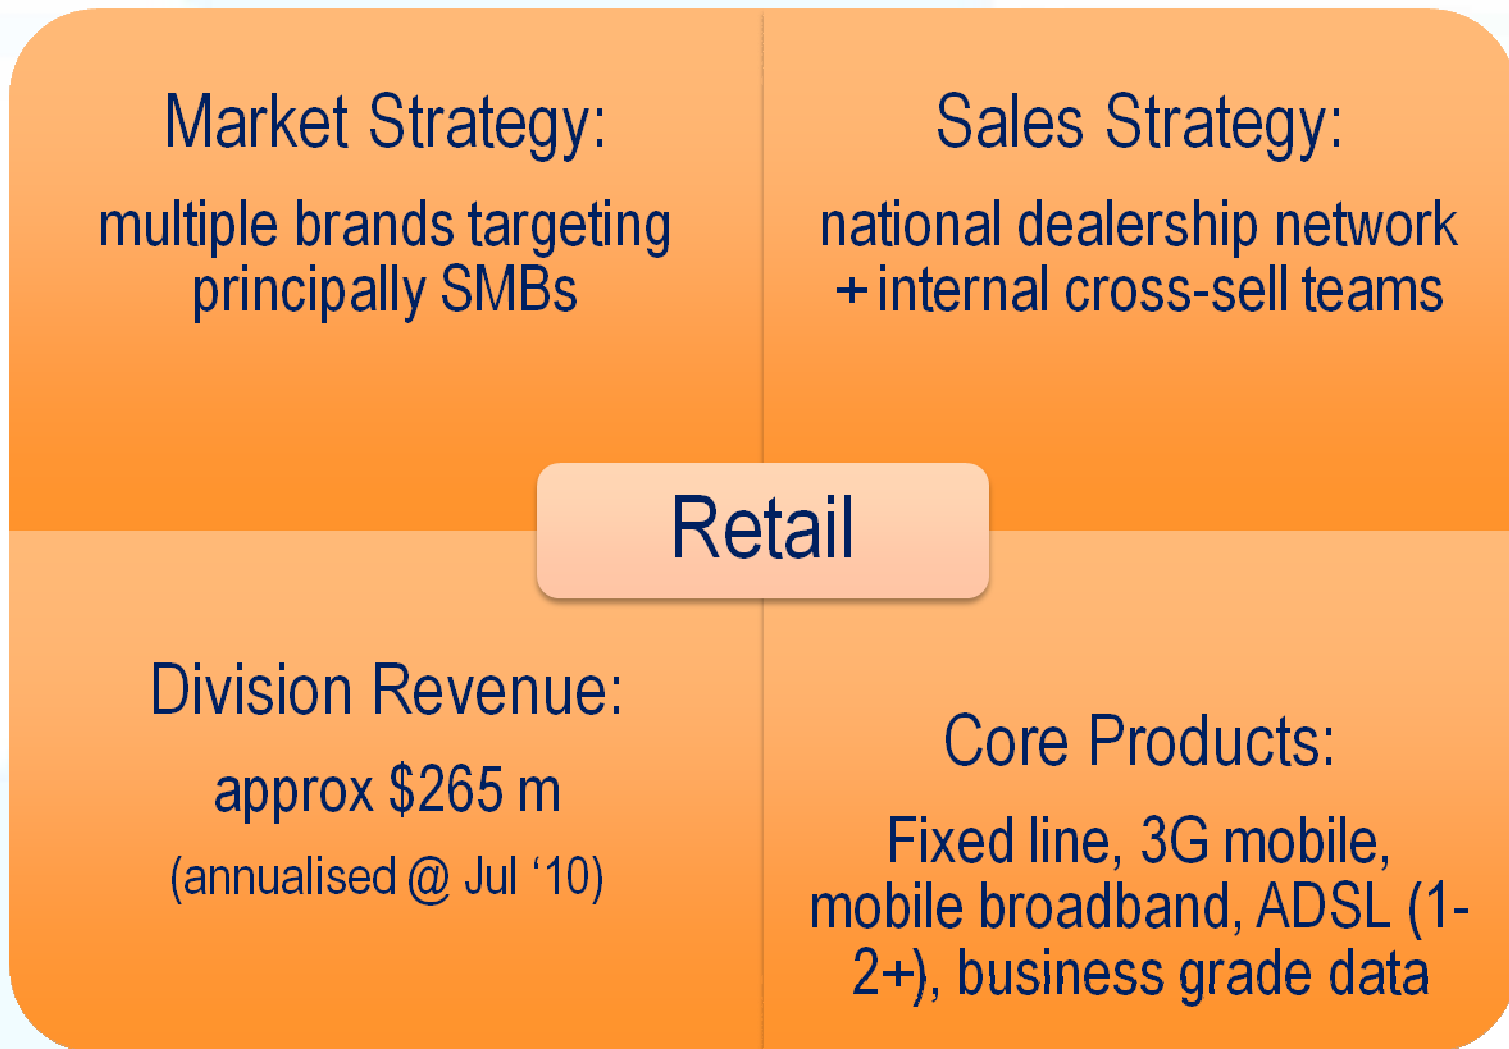 Market Strategy:
multiple brands targeting
principally SMBs
Sales Strategy:
national dealership network
+ internal cross-sell teams
Retail
Division Revenue:
approx $265 m
(annualised @ Jul ‘10)
Core Products:
Fixed line, 3G mobile,
mobile broadband, ADSL (1-
2+), business grade data